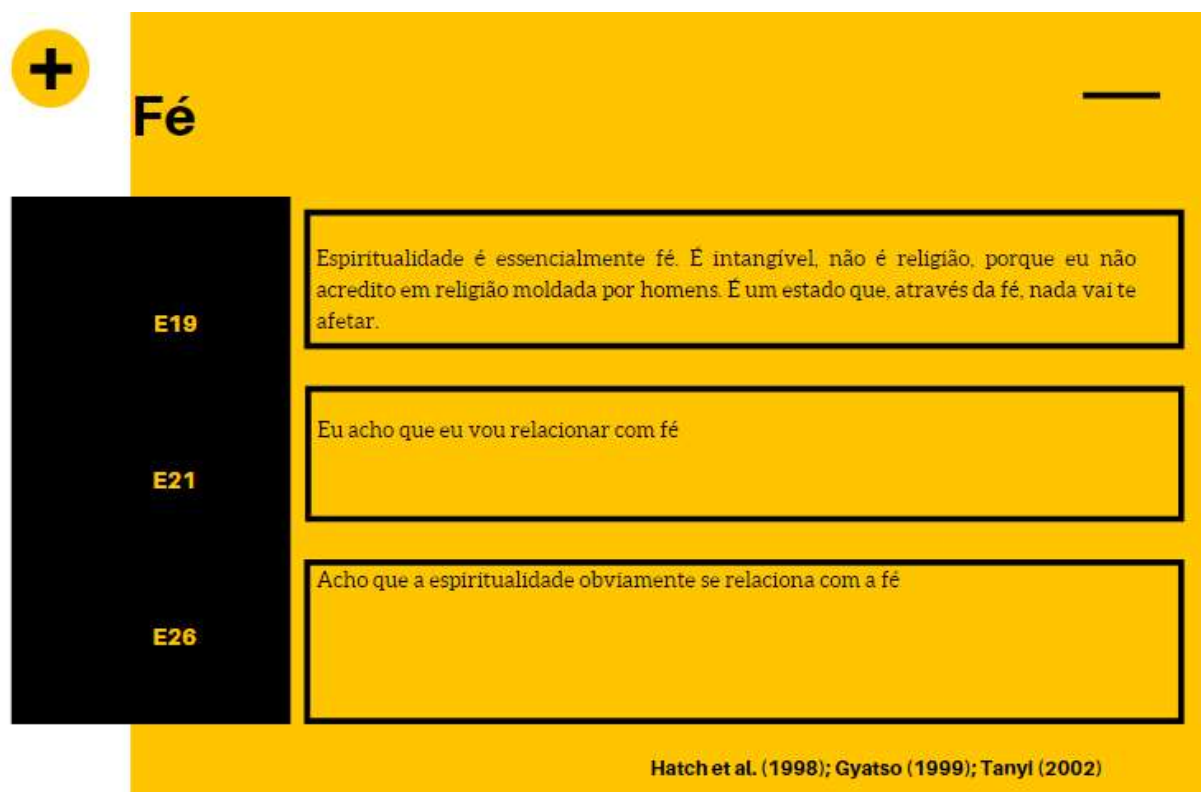 +
Fé
E19
Espiritualidade é essencialmente fé. É intangível, não é religião, porque eu não
acredito em religião moldada por homens. É um estado que, através da fé, nada vai te
afetar.
E21
Eu acho que eu vou relacionar com fé
E26
Acho que a espiritualidade obviamente se relaciona com a fé
Hatch et al. (1998); Gyatso (1999); Tanyl (2002)